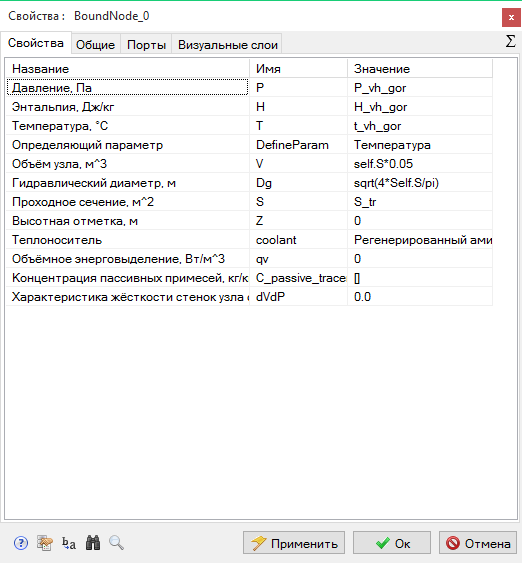 Свойства : BoundNode_0 x
Свойства Общие Порты Визуальные слои Σ
Название Имя Значение
Давление, Па P P_vh_gor
Энтальпия, Дж/кг H H_vh_gor
Температура, °C T t_vh_gor
Определяющий параметр DefineParam Температура
Объём узла, м^3 V self.S*0.05
Гидравлический диаметр, м Dg sqrt(4*Self.S/pi)
Проходное сечение, м^2 S S_tr
Высотная отметка, м Z 0
Теплоноситель coolant Регенерированный ами
Объёмное энерговыделение, Вт/м^3 qv 0
Концентрация пассивных примесей, кг/к C_passive_tracer []
Характеристика жёсткости стенок узла dVdP 0.0
? b a Применить Ок Отмена